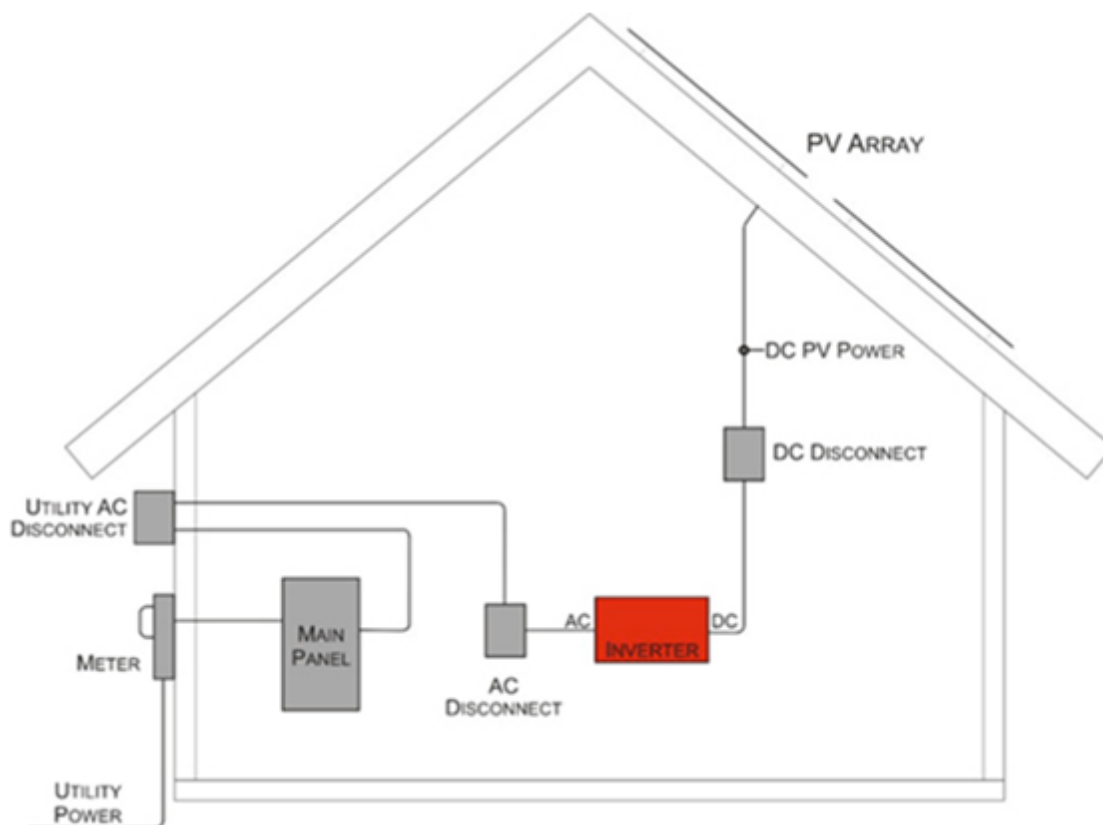 PV ARRAY
DC PV POWER
DC DISCONNECT
UTILITY AC
DISCONNECT
AC
DC
INVERTER
MAIN
PANEL
METER
AC
DISCONNECT
UTILITY
POWER